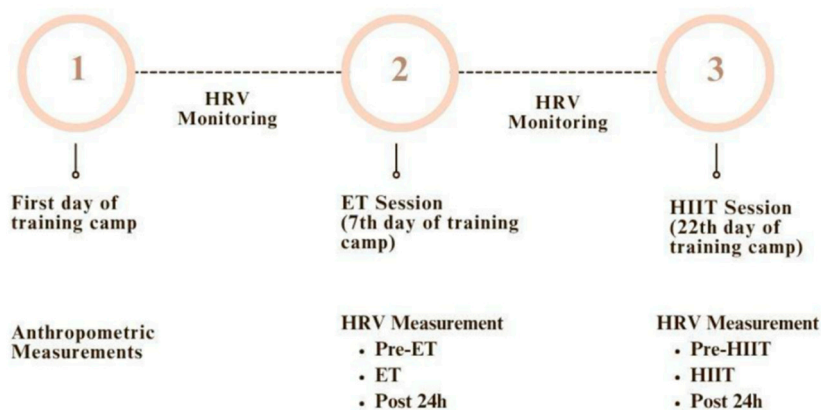 1
2
3
HRV
Monitoring
HRV
Monitoring
First day of
training camp
ET Session
(7th day of training
camp)
HIIT Session
(22th day of
training camp)
Anthropometric
Measurements
HRV Measurement
• Pre-ET
• ET
• Post 24h
HRV Measurement
• Pre-HIIT
• HIIT
• Post 24h